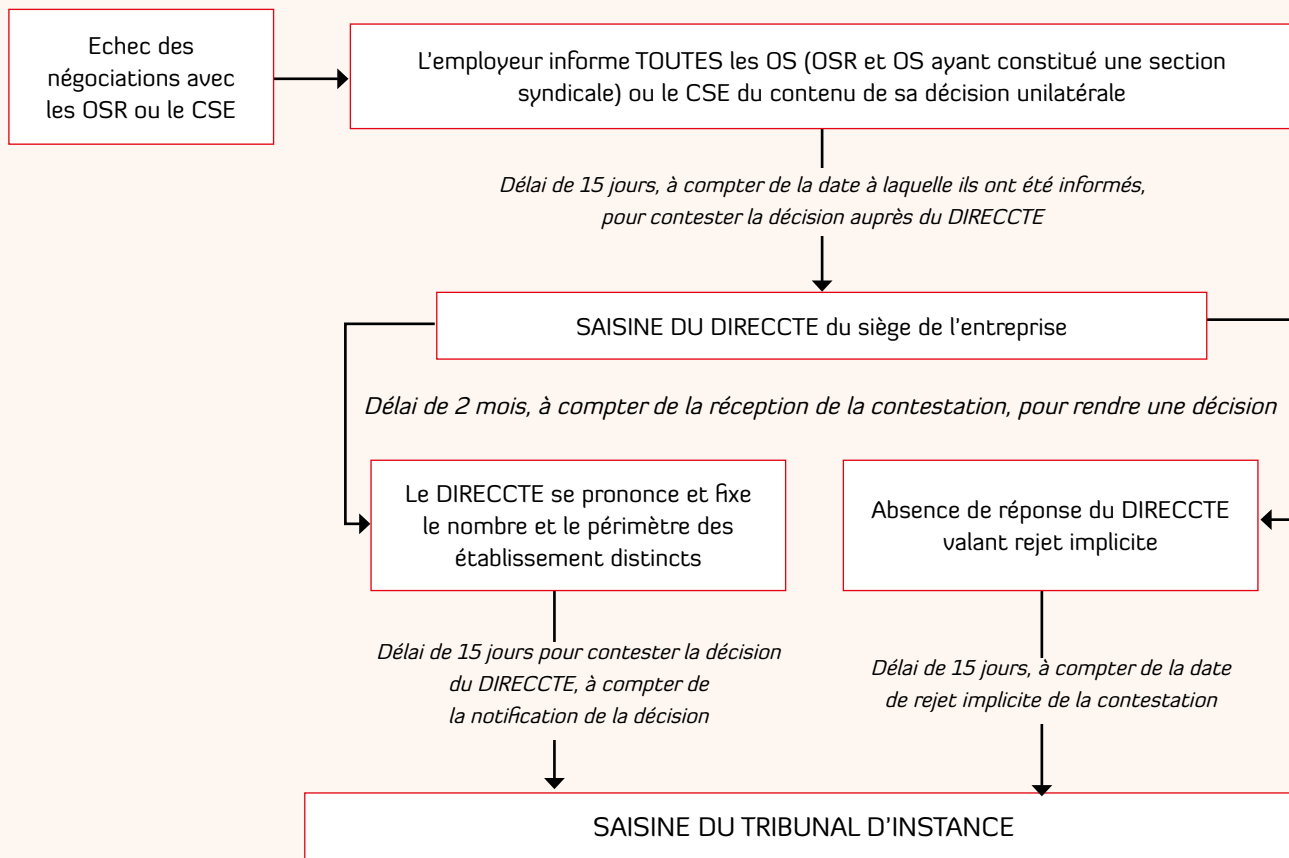 Echec des
négociations avec
les OSR ou le CSE
L'employeur informe TOUTES les OS (OSR et OS ayant constitué une section
syndicale) ou le CSE du contenu de sa décision unilatérale
Délai de 15 jours, à compter de la date à laquelle ils ont été informés,
pour contester la décision auprès du DIRECCTE
SAISINE DU DIRECCTE du siège de l'entreprise
Délai de 2 mois, à compter de la réception de la contestation, pour rendre une décision
Le DIRECCTE se prononce et fixe
le nombre et le périmètre des
établissement distincts
Absence de réponse du DIRECCTE
valant rejet implicite
Délai de 15 jours pour contester la décision
du DIRECCTE, à compter de
la notification de la décision
Délai de 15 jours, à compter de la date
de rejet implicite de la contestation
SAISINE DU TRIBUNAL D'INSTANCE